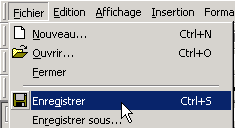 Fichier Edition Affichage Insertion Forma
Nouveau... Ctrl+N
Ouvrir... Ctrl+O
Fermer
Enregistrer Ctrl+S
Enregistrer sous...